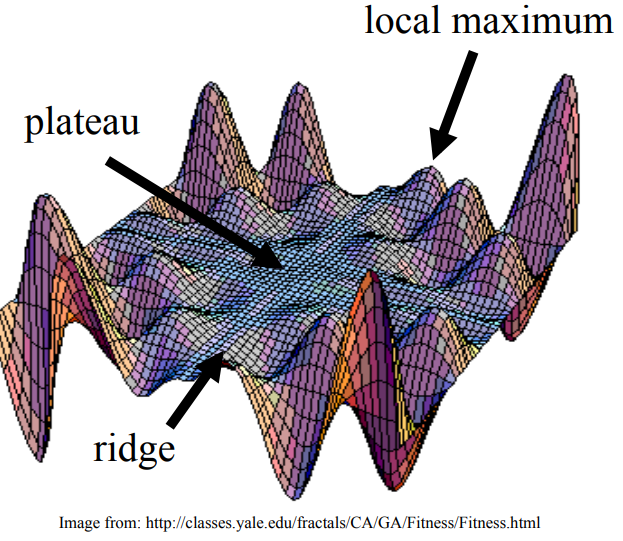 local maximum
plateau
ridge
Image from: http://classes.yale.edu/fractals/CA/GA/Fitness/Fitness.html